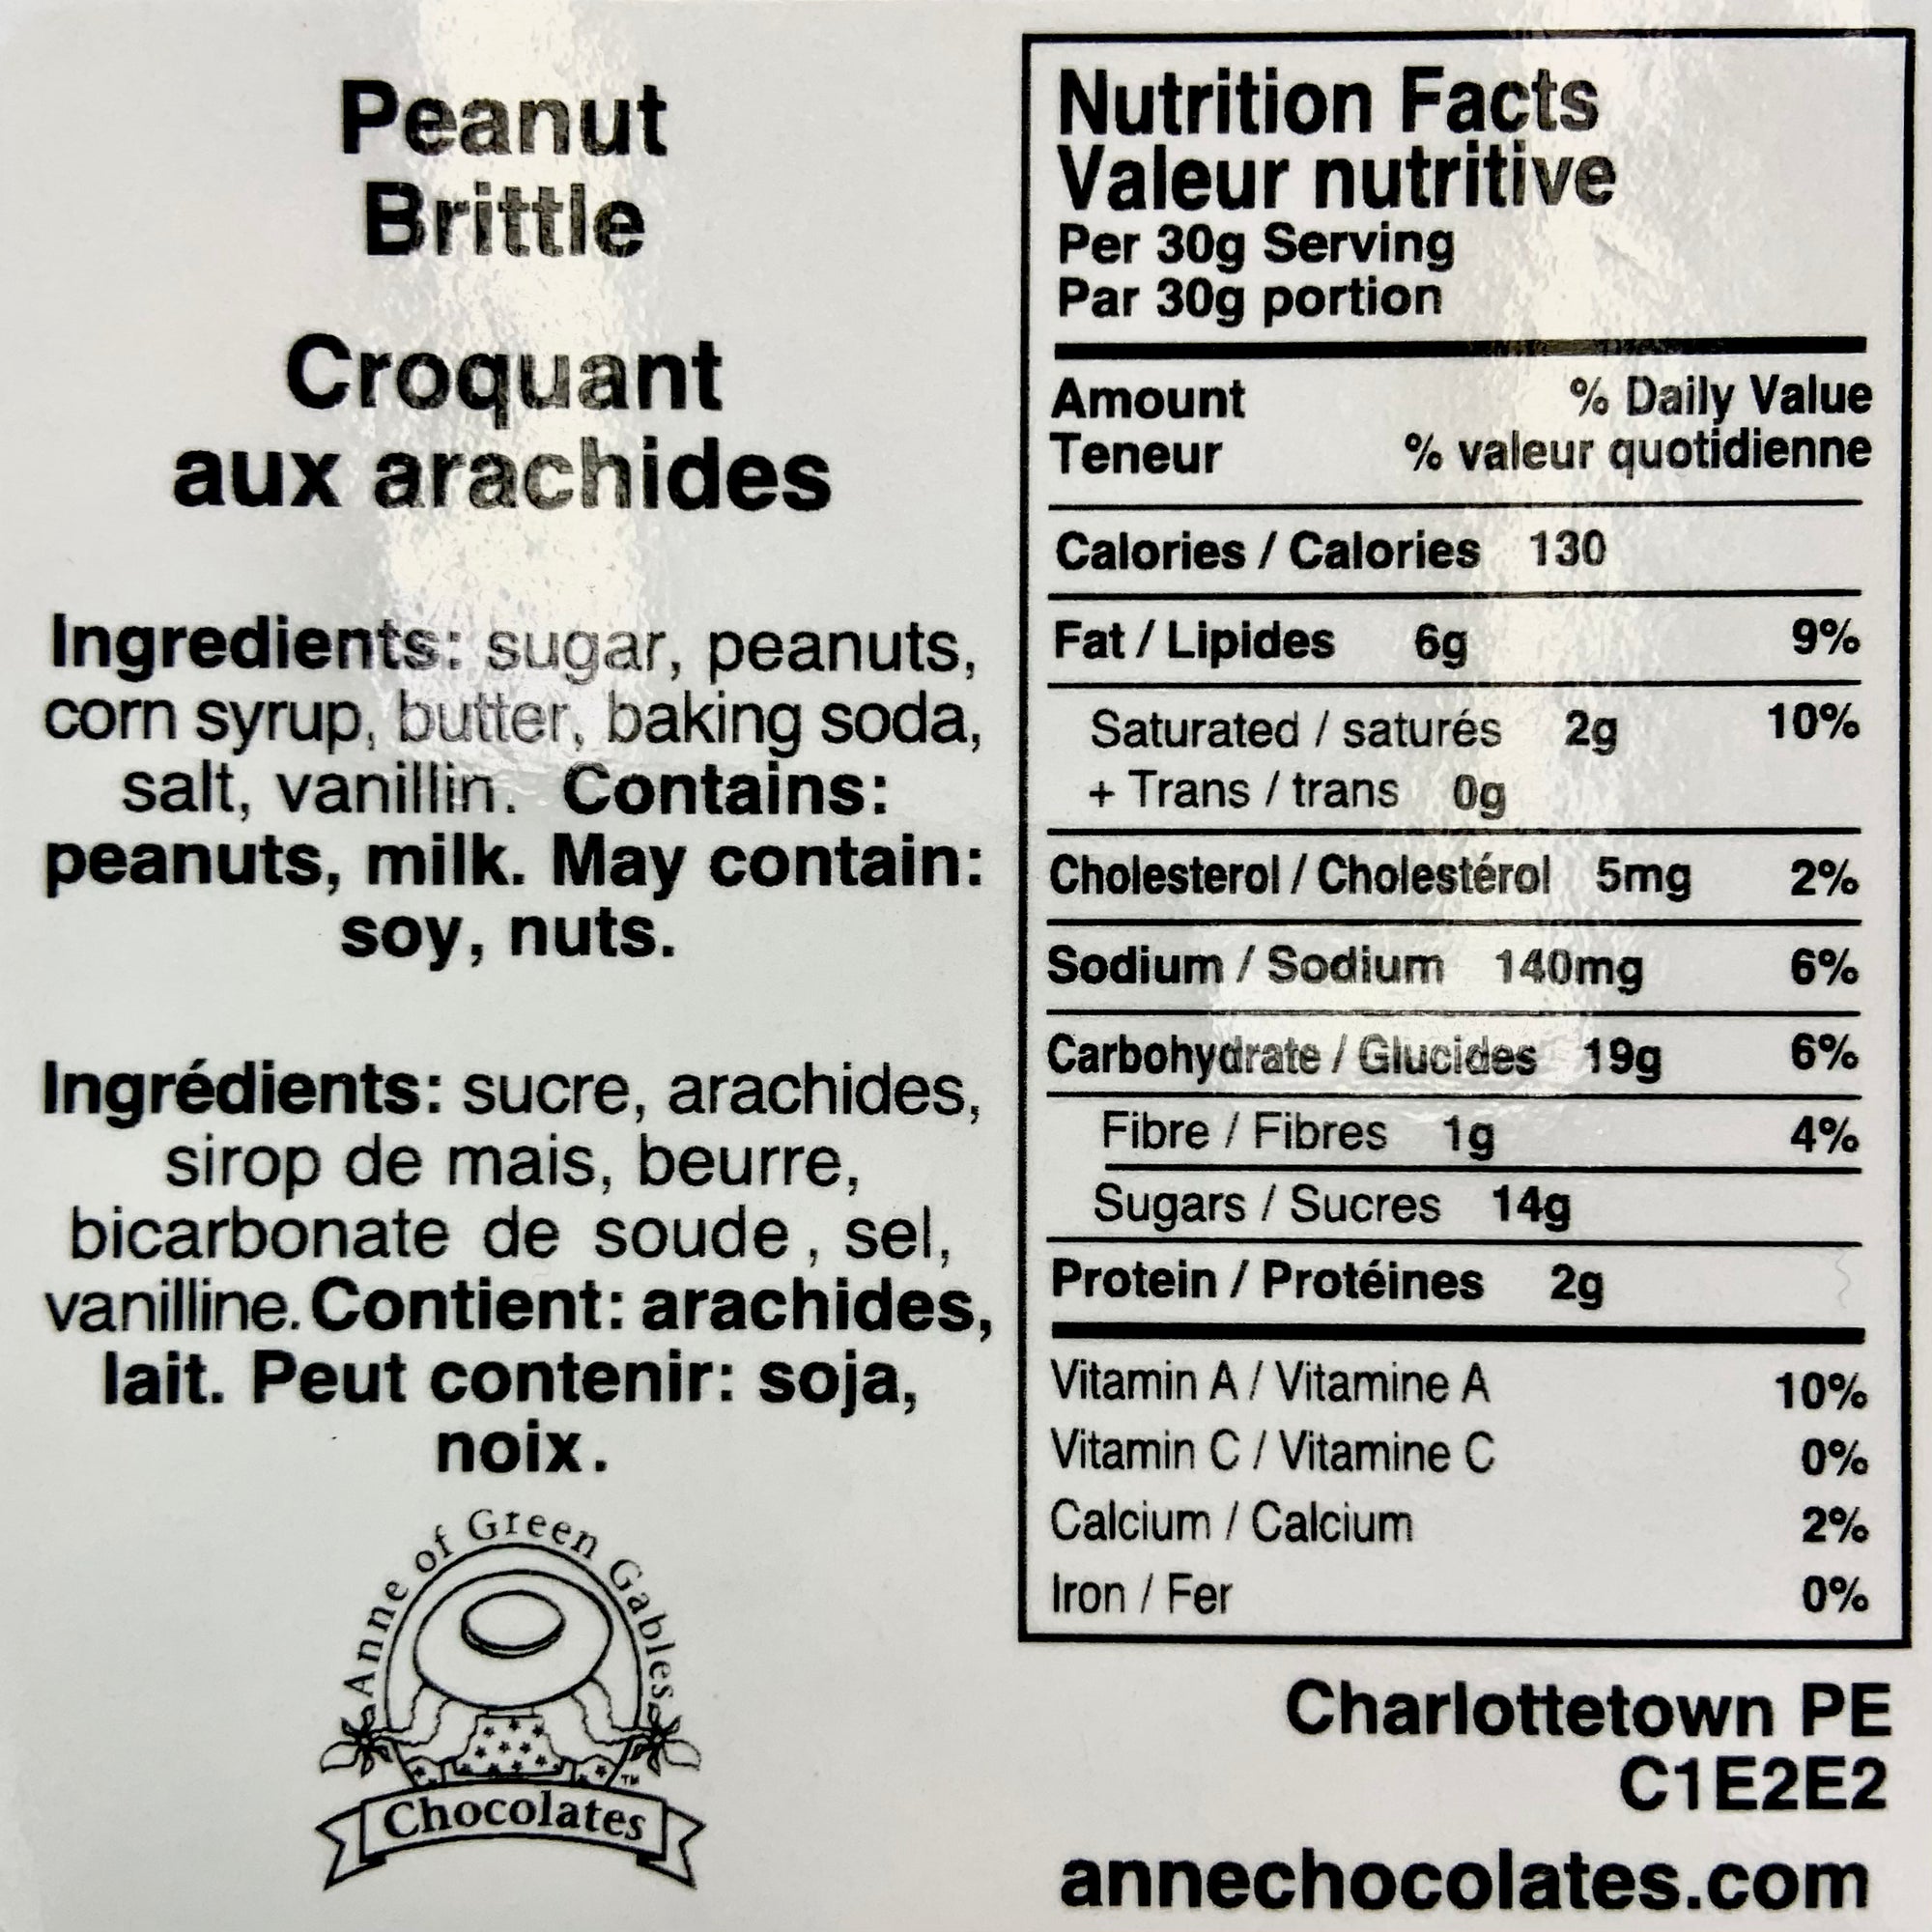 Peanut
Brittle
Croquant
aux arachides
Ingredients: sugar, peanuts,
corn syrup, butter, baking soda,
salt, vanillin. Contains:
peanuts, milk. May contain:
soy, nuts.
Ingrédients: sucre, arachides,
sirop de mais, beurre,
bicarbonate de soude , sel,
vanilline. Contient: arachides,
lait. Peut contenir: soja,
noix.
Anne of Green Gables
TM
Chocolates
Nutrition Facts
Valeur nutritive
Per 30g Serving
Par 30g portion
Amount % Daily Value
Teneur % valeur quotidienne
Calories / Calories 130
Fat / Lipides 6g 9%
Saturated / saturés 2g 10%
+ Trans / trans 0g
Cholesterol / Cholestérol 5mg 2%
Sodium / Sodium 140mg 6%
Carbohydrate / Glucides 19g 6%
Fibre / Fibres 1g 4%
Sugars / Sucres 14g
Protein / Protéines 2g
Vitamin A / Vitamine A 10%
Vitamin C / Vitamine C 0%
Calcium / Calcium 2%
Iron / Fer 0%
Charlottetown PE
C1E2E2
annechocolates.com